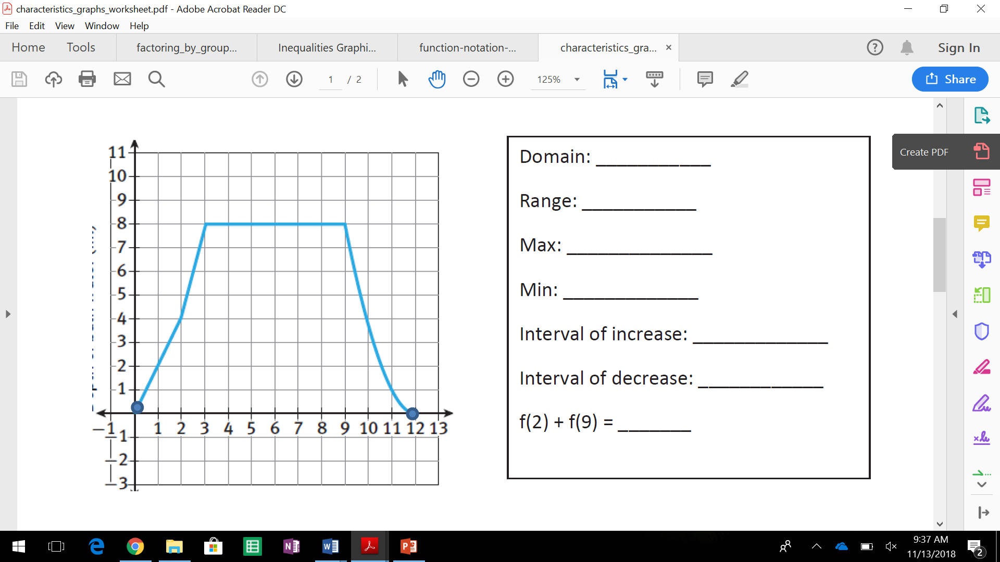 characteristics_graphs_worksheet.pdf - Adobe Acrobat Reader DC
File Edit View Window Help
Home Tools factoring_by_group... Inequalities Graphi... function-notation-... characteristics_gra... × ? Sign In
1 / 2 125% Share
Create PDF
11
10
9
8
7
6
5
4
3
2
1
−1 1 2 3 4 5 6 7 8 9 10 11 12 13
−1
−2
−3
Domain: ___________
Range: ___________
Max: ______________
Min: _____________
Interval of increase: _____________
Interval of decrease: ____________
f(2) + f(9) = _______
9:37 AM
11/13/2018
2